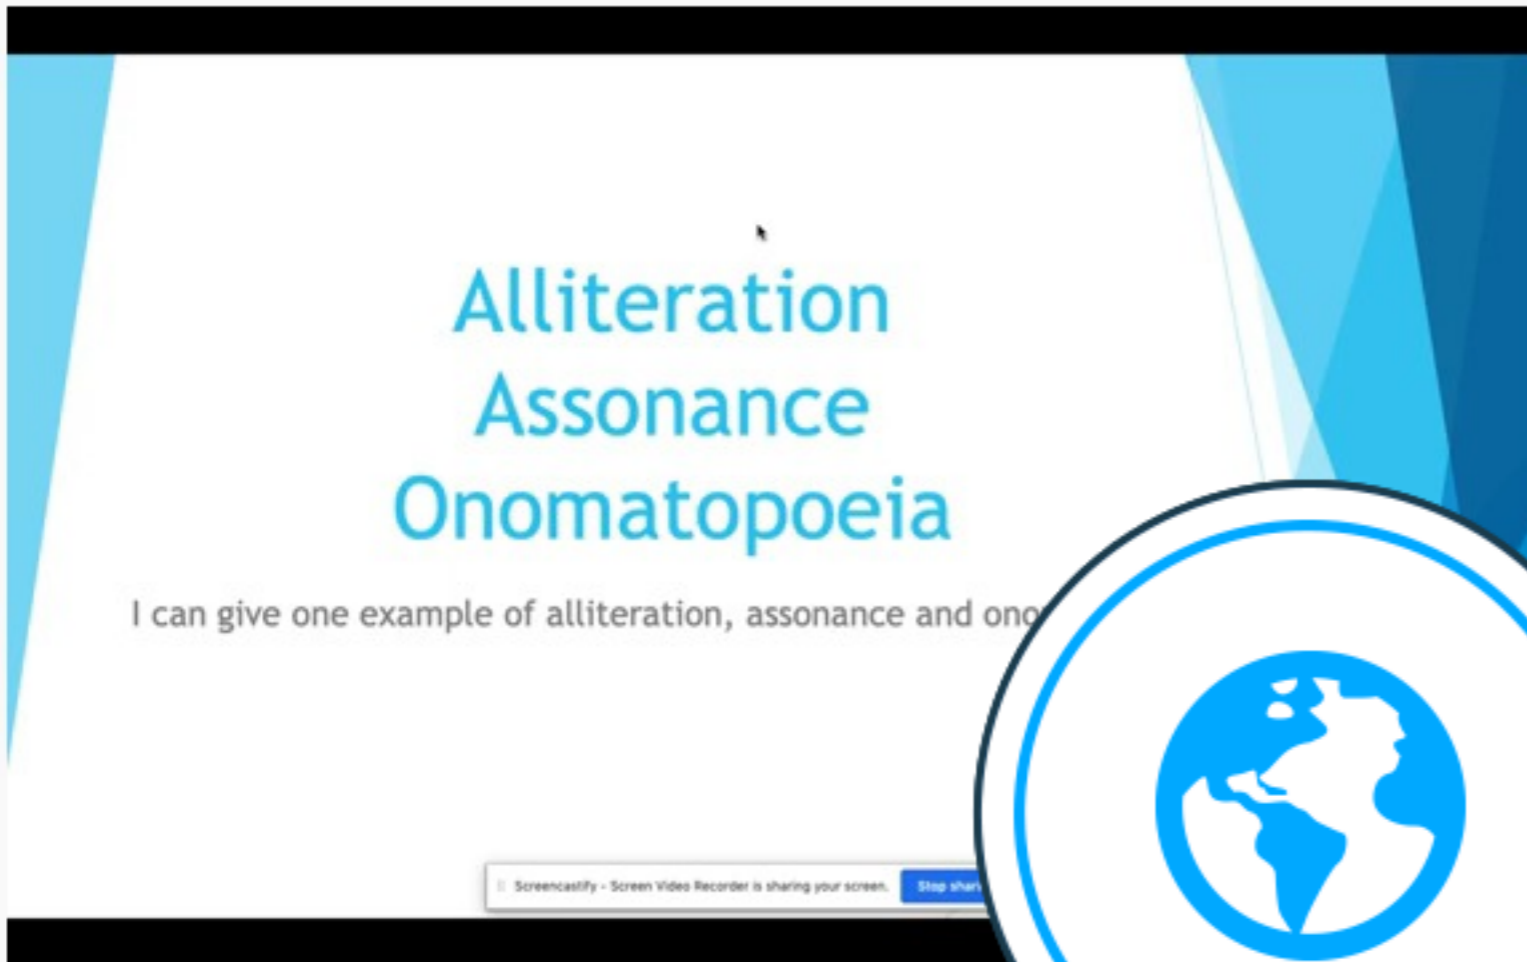 Alliteration
Assonance
Onomatopoeia
I can give one example of alliteration, assonance and
Screencastify - Screen Video Recorder is sharing your screen.
Stop